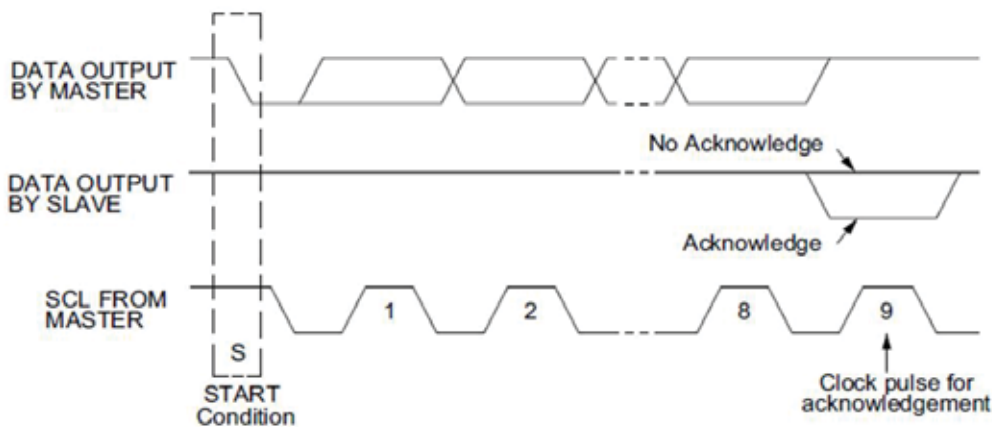 DATA OUTPUT
BY MASTER
No Acknowledge
DATA OUTPUT
BY SLAVE
Acknowledge
SCL FROM
MASTER
1
2
8
9
S
START
Condition
Clock pulse for
acknowledgement